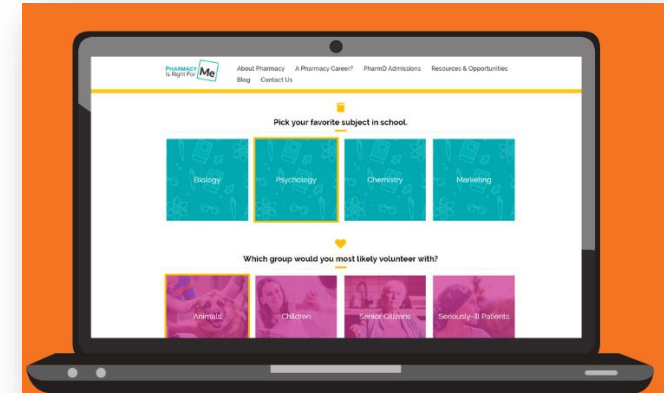 PHARMACY
Is Right For Me
About Pharmacy A Pharmacy Career? PharmD Admissions Resources & Opportunities
Blog Contact Us
Pick your favorite subject in school.
Biology Psychology Chemistry Marketing
Which group would you most likely volunteer with?
Animals Children Senior Citizens Seriously-Ill Patients